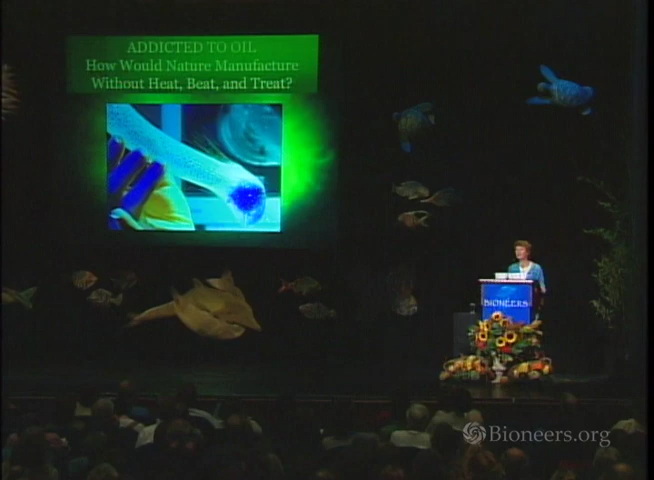 ADDICTED TO OIL
How Would Nature Manufacture
Without Heat, Beat, and Treat?
BIONEERS
Bioneers.org